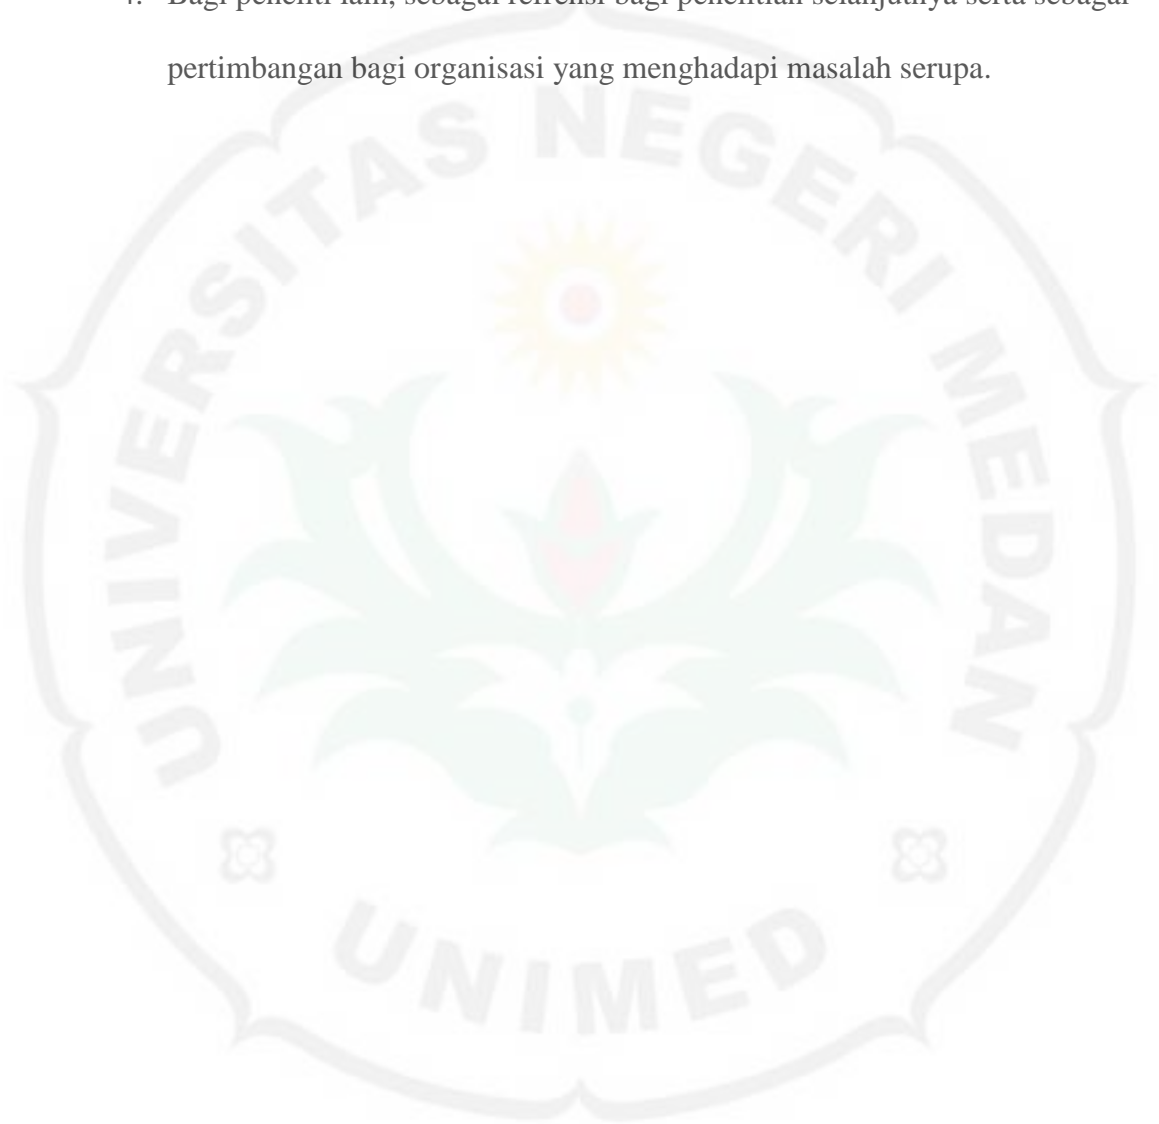 4. Bagi peneliti lain, sebagai refrensi bagi penelitian selanjutnya serta sebagai
pertimbangan bagi organisasi yang menghadapi masalah serupa.
UNIVERSITAS NEGERI MEDAN
UNIMED